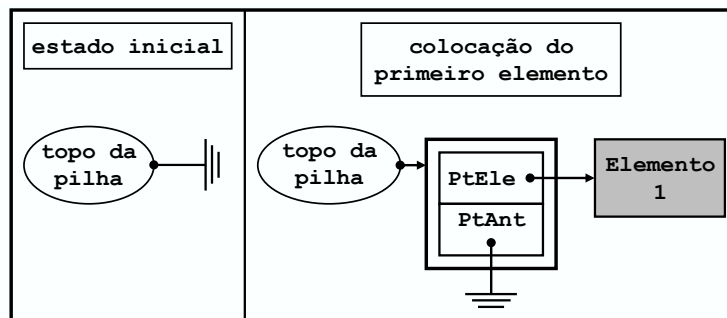 estado inicial
topo da
pilha
colocação do
primeiro elemento
topo da
pilha
PtEle
PtAnt
Elemento
1